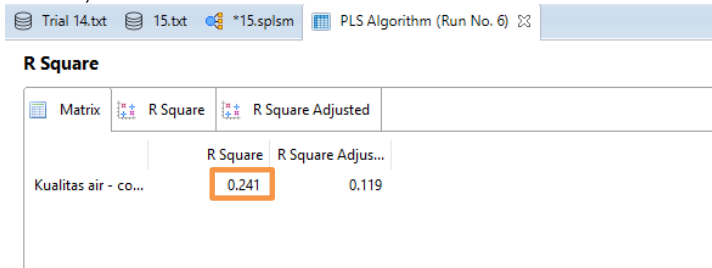 Trial 14.txt 15.txt *15.splsm PLS Algorithm (Run No. 6)
R Square
Matrix R Square R Square Adjusted
R Square R Square Adjus...
Kualitas air - co... 0.241 0.119